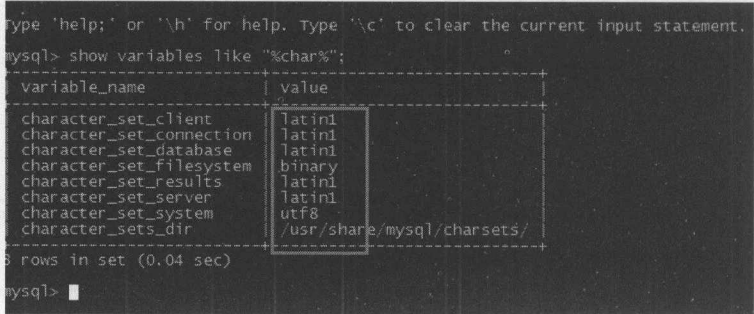 Type 'help;' or '\h' for help. Type '\c' to clear the current input statement.
mysql> show variables like "%char%";
Variable_name | Value
character_set_client | latin1
character_set_connection | latin1
character_set_database | latin1
character_set_filesystem | binary
character_set_results | latin1
character_set_server | latin1
character_set_system | utf8
character_sets_dir | /usr/share/mysql/charsets/
8 rows in set (0.04 sec)
mysql>